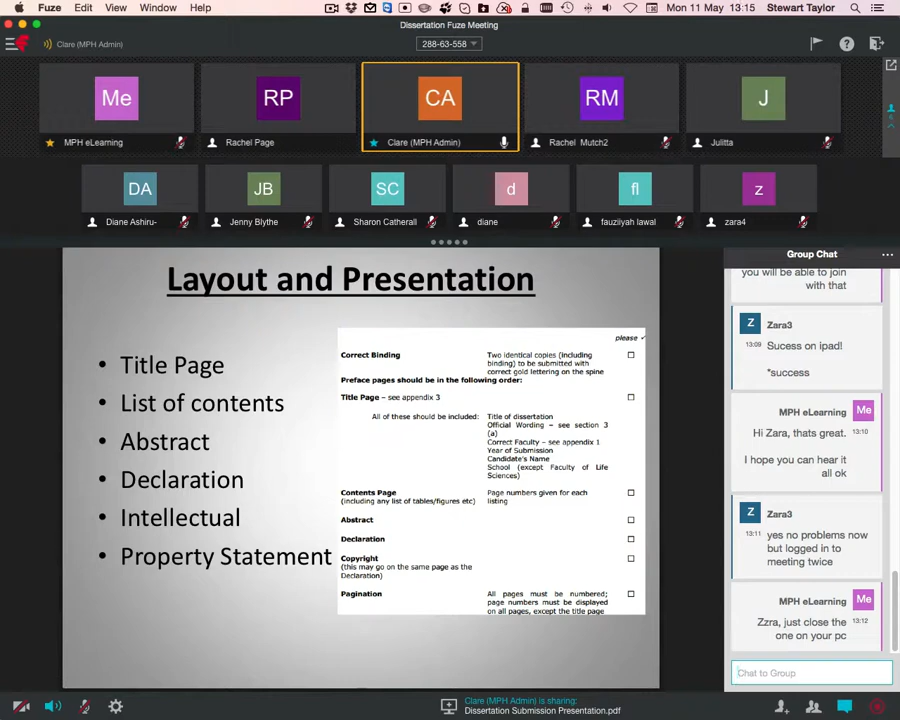 Fuze Edit View Window Help
Mon 11 May 13:15 Stewart Taylor
Dissertation Fuze Meeting
Clare (MPH Admin)
288-63-558
Me
RP
CA
RM
J
MPH eLearning
Rachel Page
Clare (MPH Admin)
Rachel Mutch2
Julitta
DA
JB
SC
d
fl
z
Diane Ashiru-
Jenny Blythe
Sharon Catherall
diane
fauziyah lawal
zara4
Layout and Presentation
• Title Page
• List of contents
• Abstract
• Declaration
• Intellectual
• Property Statement
please ✓
Correct Binding
Two identical copies (including
binding) to be submitted with
correct gold lettering on the spine
Preface pages should be in the following order:
Title Page – see appendix 3
All of these should be included:
Title of dissertation
Official Wording – see section 3
(a)
Correct Faculty – see appendix 1
Year of Submission
Candidate's Name
School (except Faculty of Life
Sciences)
Contents Page
(including any list of tables/figures etc)
Page numbers given for each
listing
Abstract
Declaration
Copyright
(this may go on the same page as the
Declaration)
Pagination
All pages must be numbered;
page numbers must be displayed
on all pages, except the title page
Group Chat
you will be able to join
with that
Z
Zara3
13:09 Sucess on ipad!
*success
MPH eLearning Me
Hi Zara, thats great. 13:10
I hope you can hear it
all ok
Z
Zara3
13:11 yes no problems now
but logged in to
meeting twice
MPH eLearning Me
Zzra, just close the 13:12
one on your pc
Chat to Group
Clare (MPH Admin) is sharing:
Dissertation Submission Presentation.pdf